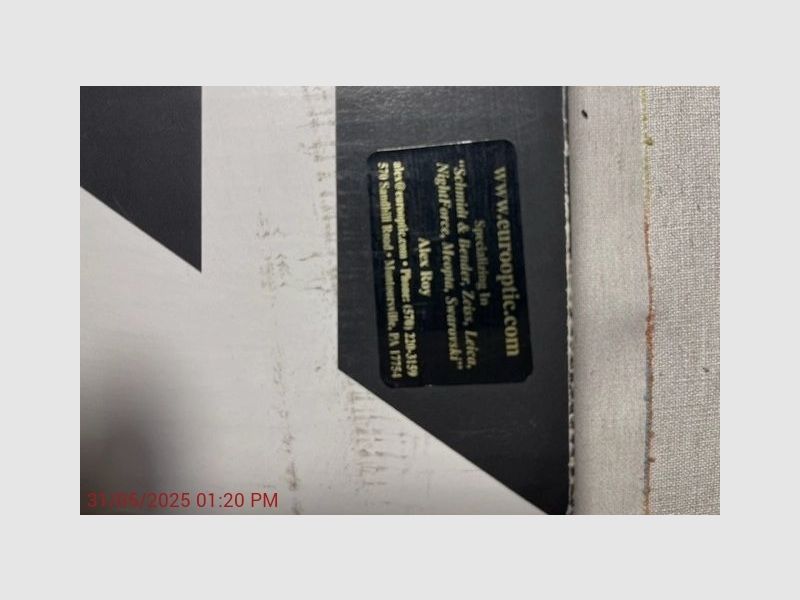 www.eurooptic.com
Specializing In
"Schmidt & Bender, Zeiss, Leica,
NightForce, Meopta, Swarovski"
Alex Roy
alex@eurooptic.com • Phone: (570) 220-3159
570 Sandhill Road • Montoursville, PA 17754
31/05/2025 01:20 PM